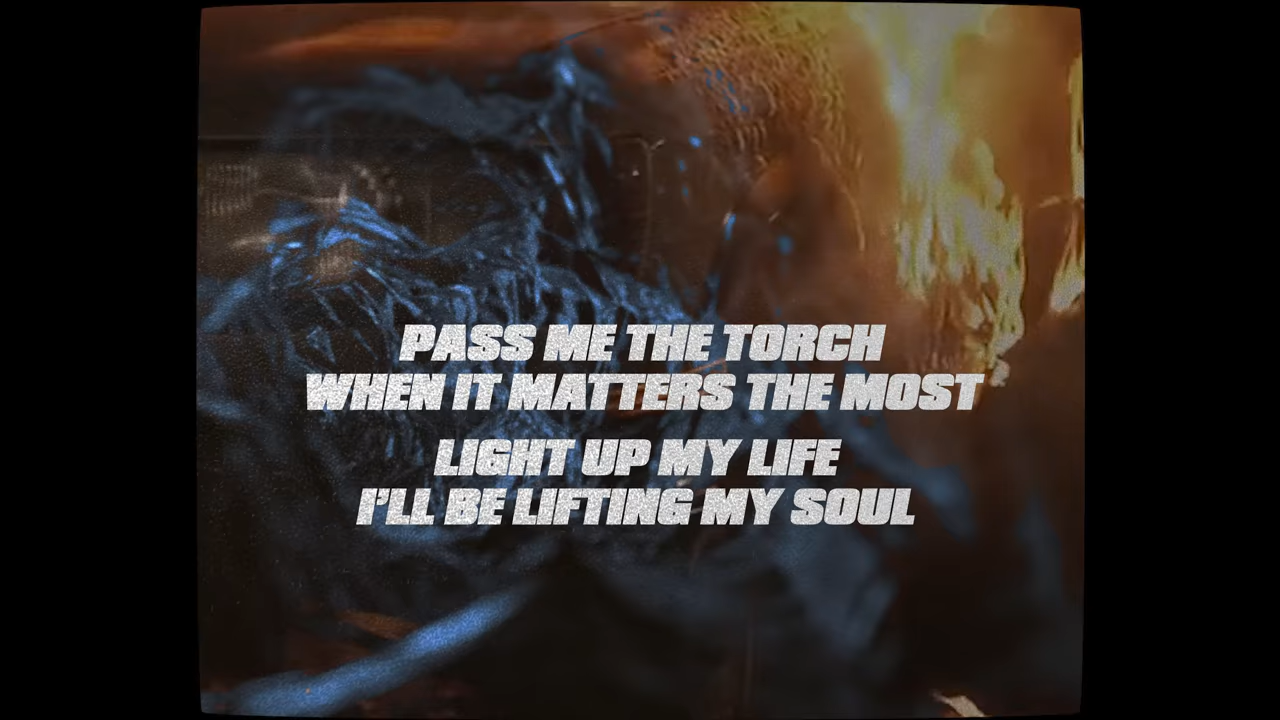 PASS ME THE TORCH
WHEN IT MATTERS THE MOST
LIGHT UP MY LIFE
I'LL BE LIFTING MY SOUL